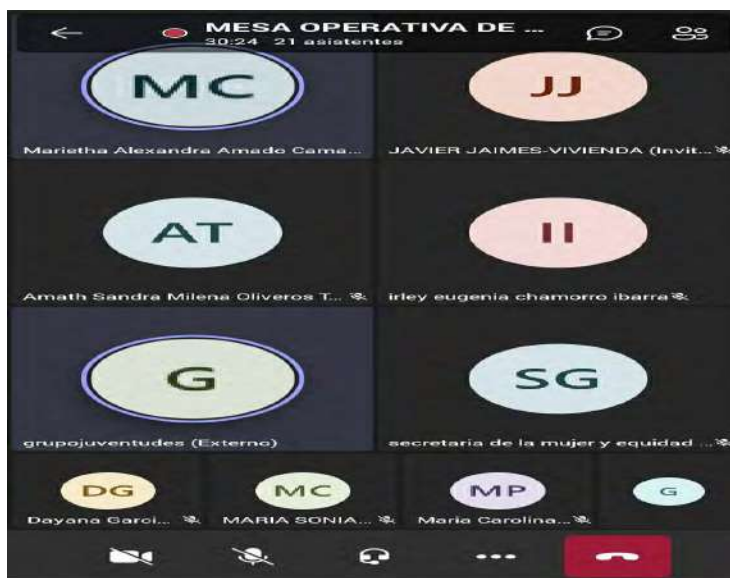 MESA OPERATIVA DE ...
30:24 21 asistentes
MC
JJ
Marietha Alexandra Amado Cama...
JAVIER JAIMES-VIVIENDA (Invit...
AT
II
Amath Sandra Milena Oliveros T...
irley eugenia chamorro ibarra
G
SG
grupojuventudes (Externo)
secretaria de la mujer y equidad ...
DG
MC
MP
G
Dayana Garci...
MARIA SONIA...
Maria Carolina...